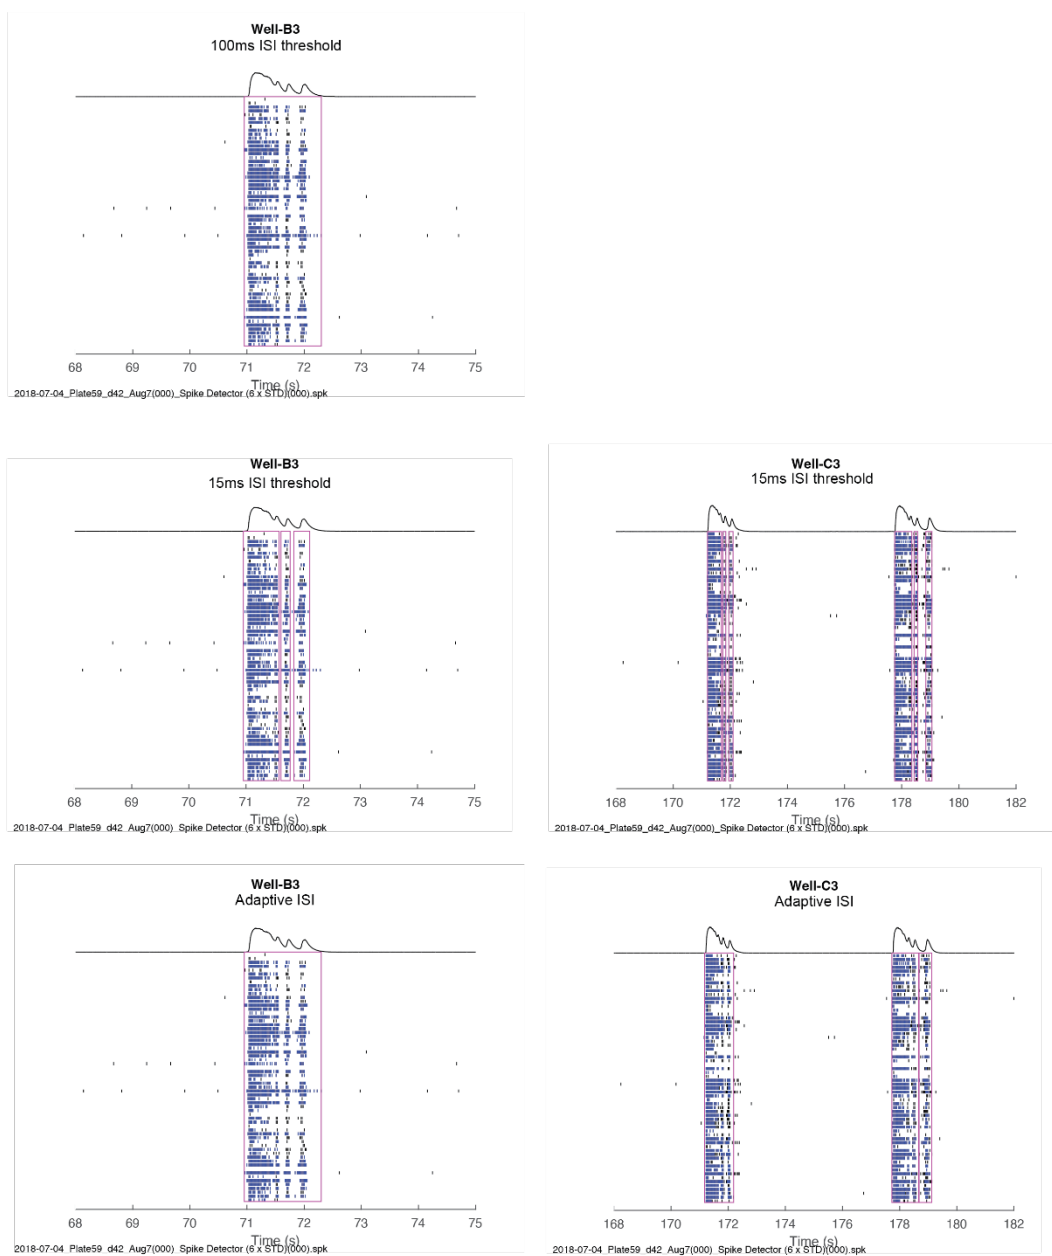 Well-B3
100ms ISI threshold
68 69 70 71 72 73 74 75
Time (s)
2018-07-04_Plate59_d42_Aug7(000)_Spike Detector (6 x STD)(000).spk
Well-B3
15ms ISI threshold
68 69 70 71 72 73 74 75
Time (s)
2018-07-04_Plate59_d42_Aug7(000)_Spike Detector (6 x STD)(000).spk
Well-C3
15ms ISI threshold
168 170 172 174 176 178 180 182
Time (s)
2018-07-04_Plate59_d42_Aug7(000)_Spike Detector (6 x STD)(000).spk
Well-B3
Adaptive ISI
68 69 70 71 72 73 74 75
Time (s)
2018-07-04_Plate59_d42_Aug7(000)_Spike Detector (6 x STD)(000).spk
Well-C3
Adaptive ISI
168 170 172 174 176 178 180 182
Time (s)
2018-07-04_Plate59_d42_Aug7(000)_Spike Detector (6 x STD)(000).spk